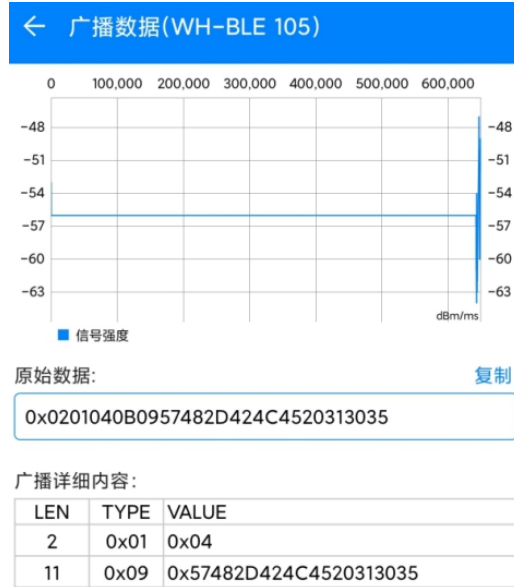 ← 广播数据(WH-BLE 105)
0 100,000 200,000 300,000 400,000 500,000 600,000
-48 -48
-51 -51
-54 -54
-57 -57
-60 -60
-63 -63
dBm/ms
信号强度
原始数据: 复制
0x0201040B0957482D424C4520313035
广播详细内容:
LEN TYPE VALUE
2 0x01 0x04
11 0x09 0x57482D424C4520313035